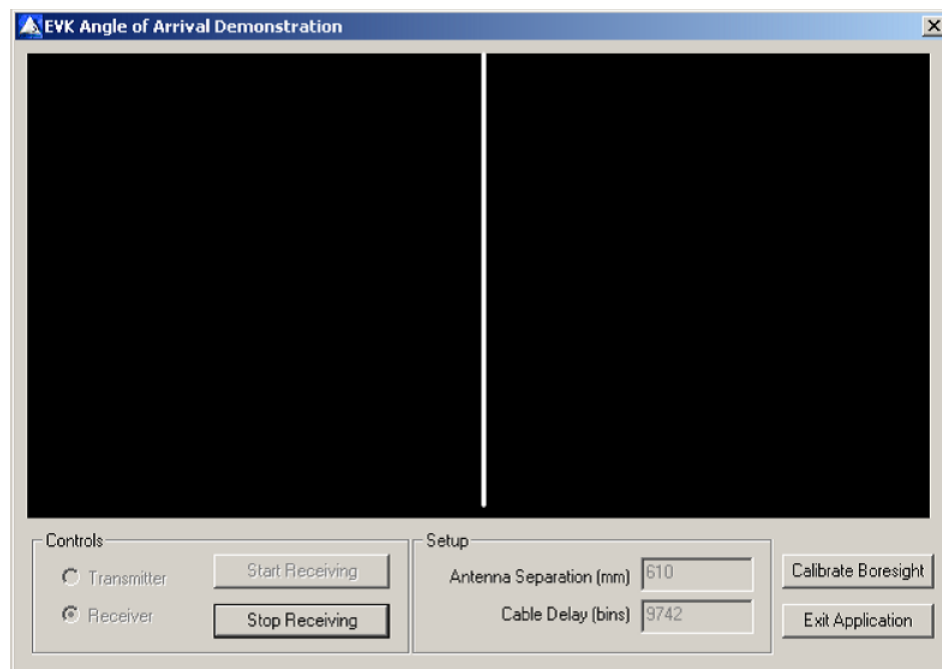 EVK Angle of Arrival Demonstration
Controls
Transmitter
Start Receiving
Receiver
Stop Receiving
Setup
Antenna Separation (mm) 610
Cable Delay (bins) 9742
Calibrate Boresight
Exit Application